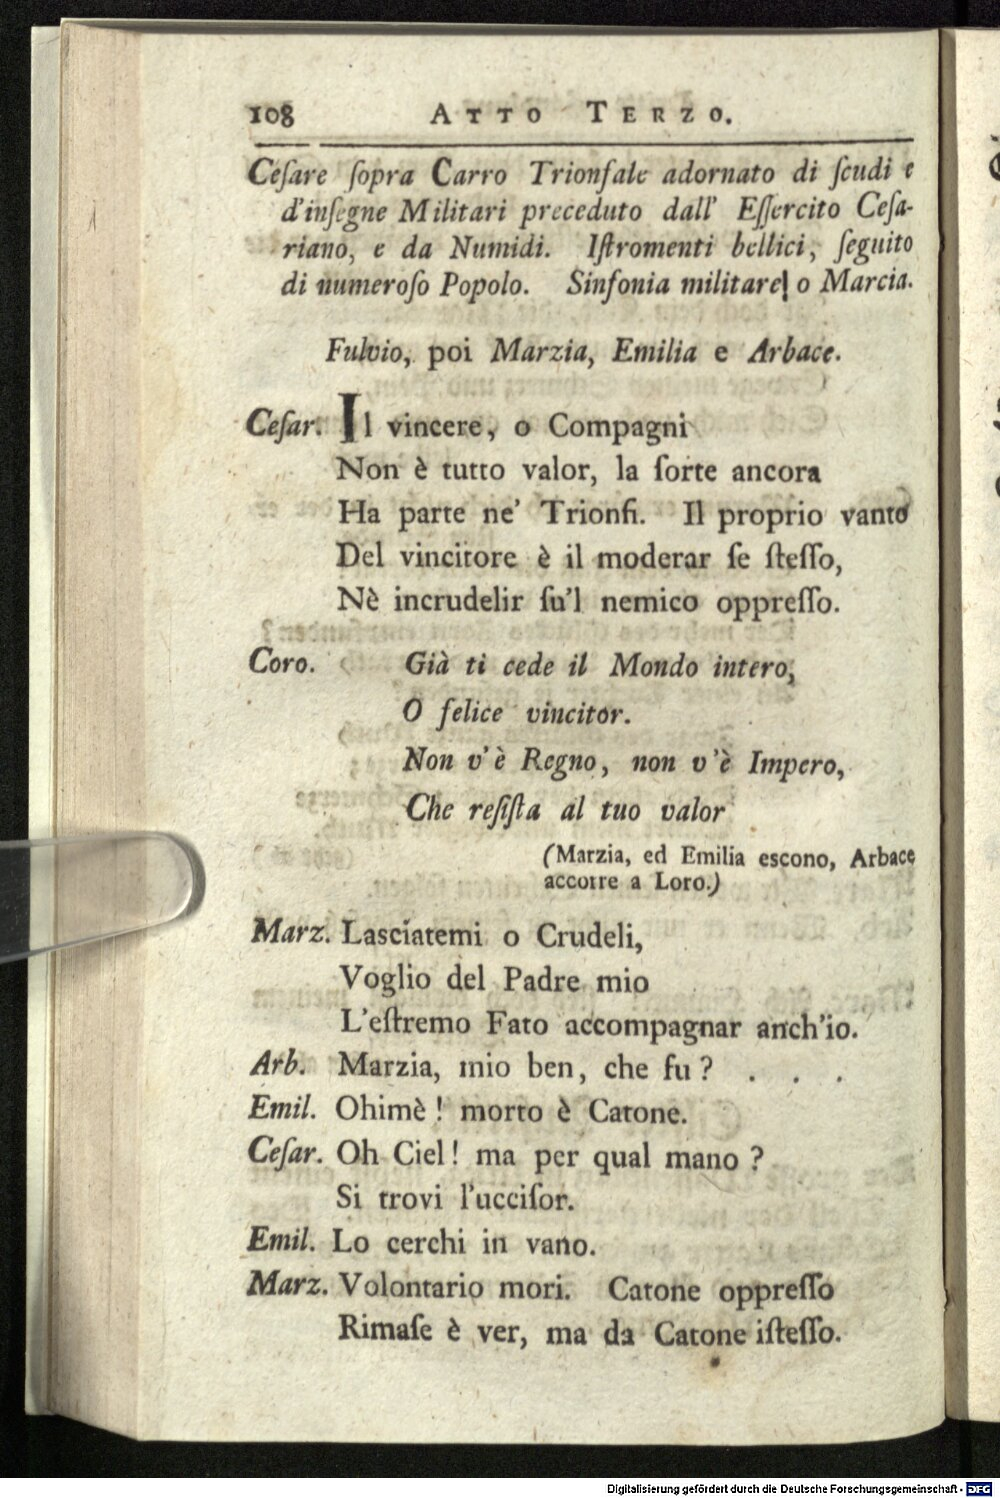 108 ATTO TERZO.
Ceſare ſopra Carro Trionfale adornato di ſcudi e
d'inſegne Militari preceduto dall' Eſſercito Ceſa-
riano, e da Numidi. Iſtromenti bellici, ſeguito
di numeroſo Popolo. Sinfonia militare| o Marcia.
Fulvio, poi Marzia, Emilia e Arbace.
Ceſar. Il vincere, o Compagni
Non è tutto valor, la ſorte ancora
Ha parte ne' Trionfi. Il proprio vanto
Del vincitore è il moderar ſe ſteſſo,
Nè incrudelir ſu'l nemico oppreſſo.
Coro. Già ti cede il Mondo intero,
O felice vincitor.
Non v'è Regno, non v'è Impero,
Che reſiſta al tuo valor
(Marzia, ed Emilia escono, Arbace
accorre a Loro.)
Marz. Lasciatemi o Crudeli,
Voglio del Padre mio
L'eſtremo Fato accompagnar anch'io.
Arb. Marzia, mio ben, che fu? . . .
Emil. Ohimè! morto è Catone.
Ceſar. Oh Ciel! ma per qual mano?
Si trovi l'ucciſor.
Emil. Lo cerchi in vano.
Marz. Volontario mori. Catone oppreſſo
Rimaſe è ver, ma da Catone iſteſſo.
Digitalisierung gefördert durch die Deutsche Forschungsgemeinschaft - DFG